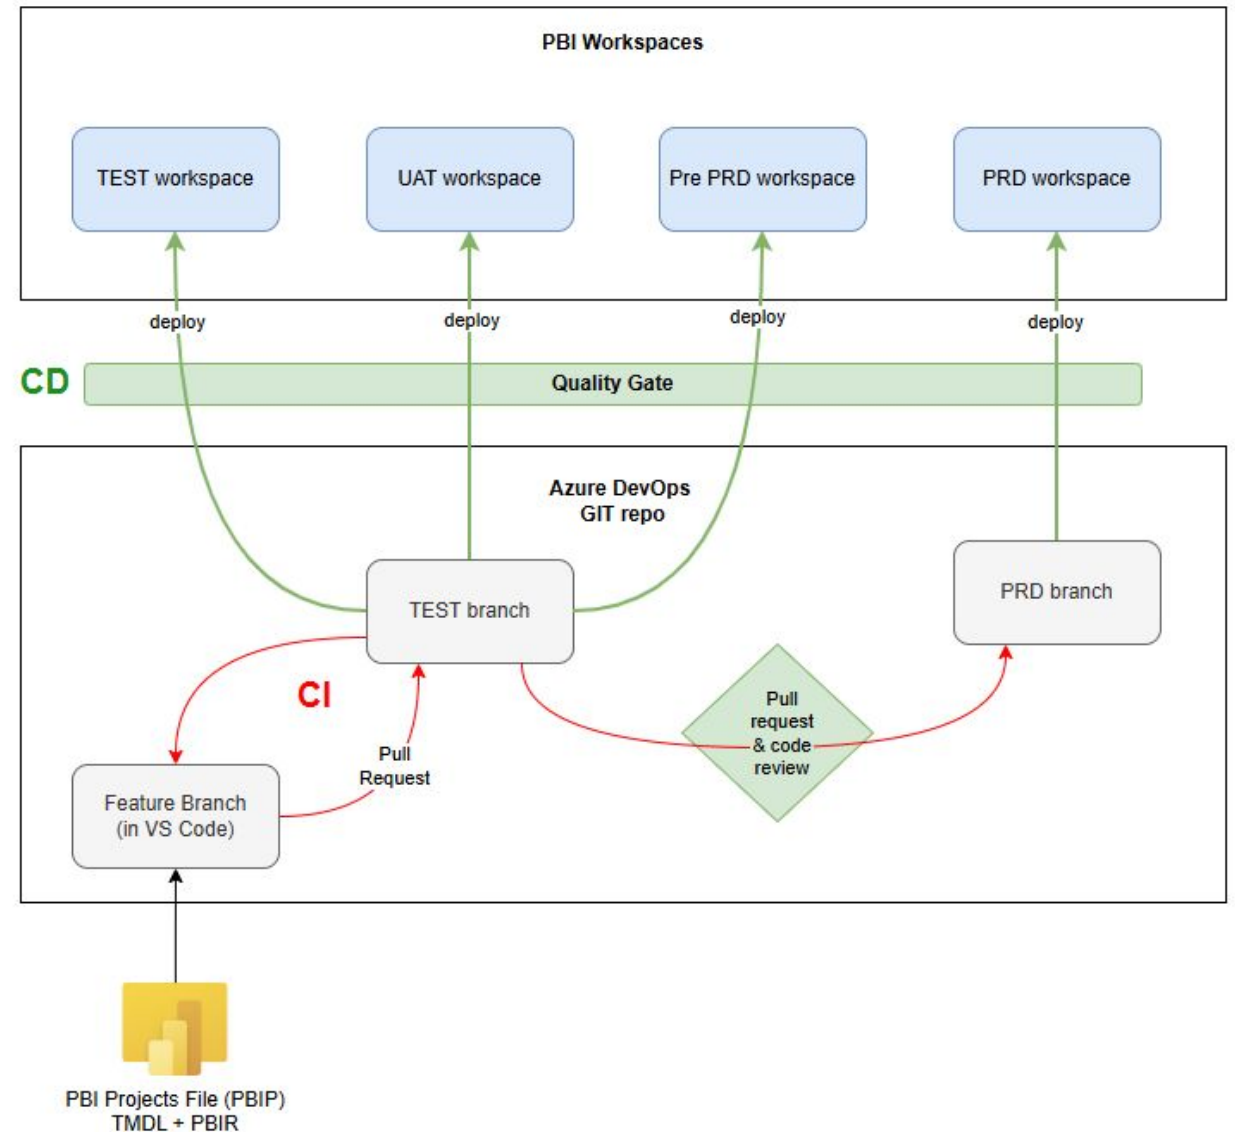 PBI Workspaces
TEST workspace
UAT workspace
Pre PRD workspace
PRD workspace
deploy
deploy
deploy
deploy
CD
Quality Gate
Azure DevOps
GIT repo
TEST branch
PRD branch
CI
Pull
Request
Pull
request
& code
review
Feature Branch
(in VS Code)
PBI Projects File (PBIP)
TMDL + PBIR